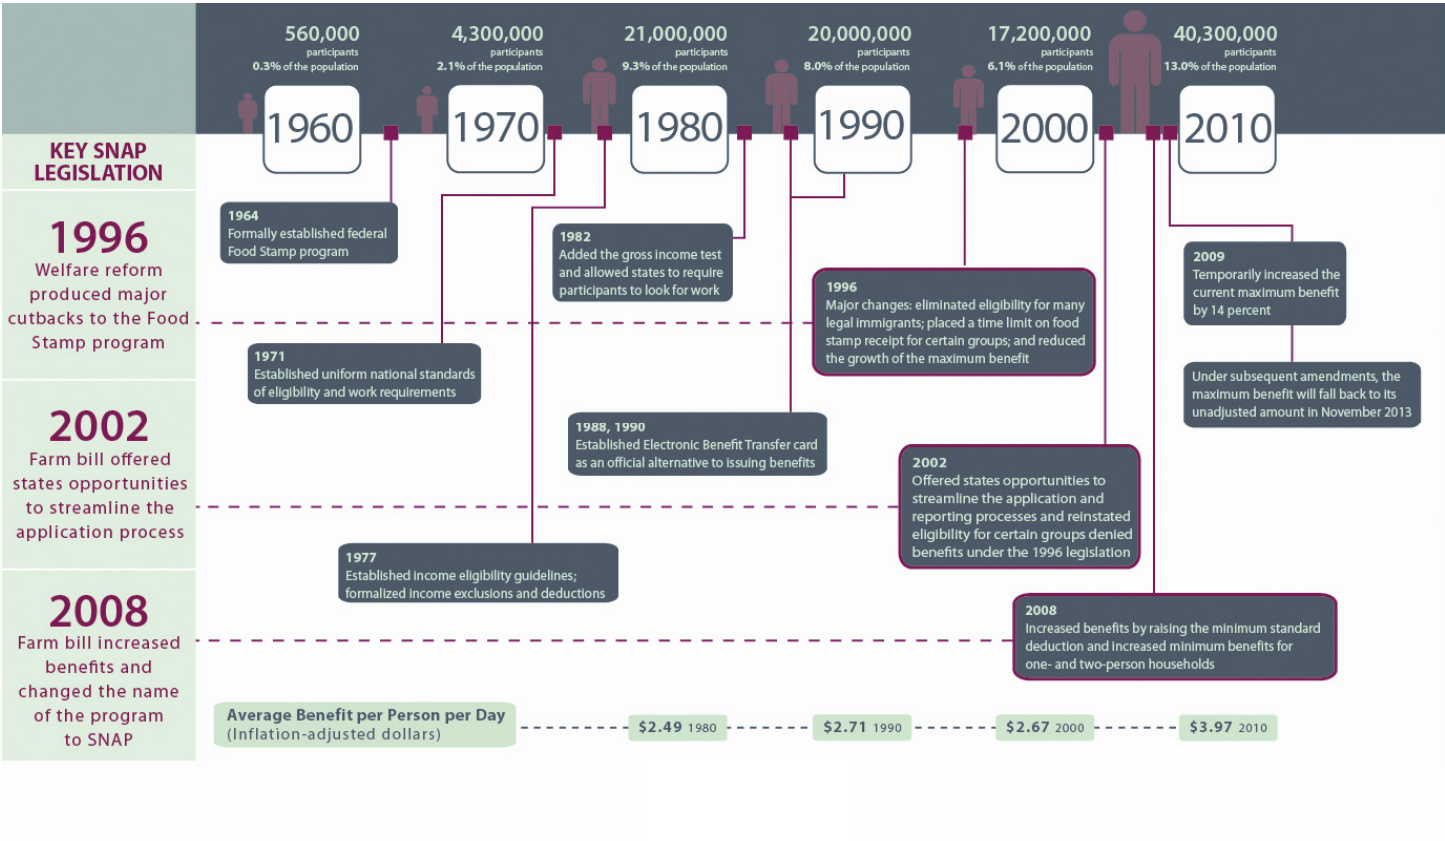 560,000
participants
0.3% of the population
1960
4,300,000
participants
2.1% of the population
1970
21,000,000
participants
9.3% of the population
1980
20,000,000
participants
8.0% of the population
1990
17,200,000
participants
6.1% of the population
2000
40,300,000
participants
13.0% of the population
2010
KEY SNAP
LEGISLATION
1996
Welfare reform
produced major
cutbacks to the Food
Stamp program
2002
Farm bill offered
states opportunities
to streamline the
application process
2008
Farm bill increased
benefits and
changed the name
of the program
to SNAP
1964
Formally established federal
Food Stamp program
1971
Established uniform national standards
of eligibility and work requirements
1977
Established income eligibility guidelines;
formalized income exclusions and deductions
1982
Added the gross income test
and allowed states to require
participants to look for work
1988, 1990
Established Electronic Benefit Transfer card
as an official alternative to issuing benefits
1996
Major changes: eliminated eligibility for many
legal immigrants; placed a time limit on food
stamp receipt for certain groups; and reduced
the growth of the maximum benefit
2002
Offered states opportunities to
streamline the application and
reporting processes and reinstated
eligibility for certain groups denied
benefits under the 1996 legislation
2008
Increased benefits by raising the minimum standard
deduction and increased minimum benefits for
one- and two-person households
2009
Temporarily increased the
current maximum benefit
by 14 percent
Under subsequent amendments, the
maximum benefit will fall back to its
unadjusted amount in November 2013
Average Benefit per Person per Day
(Inflation-adjusted dollars)
$2.49 1980
$2.71 1990
$2.67 2000
$3.97 2010